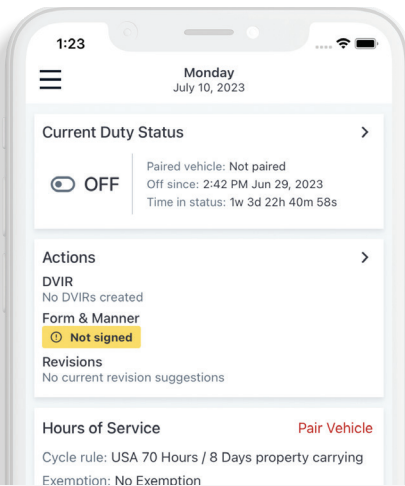 1:23
Monday
July 10, 2023
Current Duty Status
OFF
Paired vehicle: Not paired
Off since: 2:42 PM Jun 29, 2023
Time in status: 1w 3d 22h 40m 58s
Actions
DVIR
No DVIRs created
Form & Manner
Not signed
Revisions
No current revision suggestions
Hours of Service Pair Vehicle
Cycle rule: USA 70 Hours / 8 Days property carrying
Exemption: No Exemption